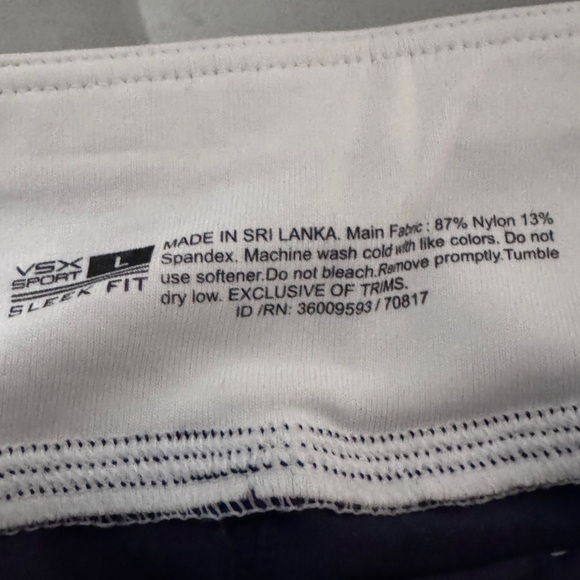 VSX
SPORT
L
SLEEK FIT
MADE IN SRI LANKA. Main Fabric : 87% Nylon 13%
Spandex. Machine wash cold with like colors. Do not
use softener.Do not bleach.Remove promptly.Tumble
dry low. EXCLUSIVE OF TRIMS.
ID /RN: 36009593 / 70817